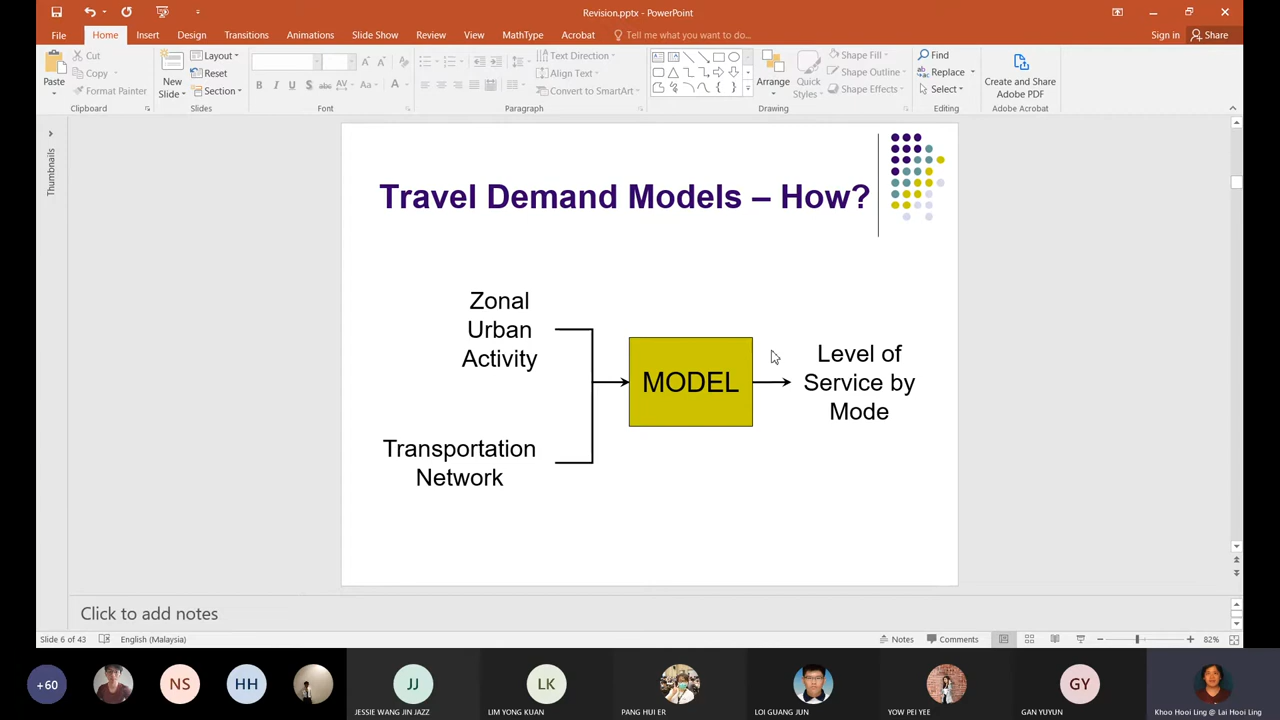 Revision.pptx - PowerPoint
File Home Insert Design Transitions Animations Slide Show Review View MathType Acrobat Tell me what you want to do... Sign in Share
Paste
Cut
Copy
Format Painter
Clipboard
New
Slide
Layout
Reset
Section
Slides
B I U S abc AV Aa A
Font
Text Direction
Align Text
Convert to SmartArt
Paragraph
Arrange
Quick
Styles
Shape Fill
Shape Outline
Shape Effects
Drawing
Find
Replace
Select
Editing
Create and Share
Adobe PDF
Adobe Acrobat
Thumbnails
Travel Demand Models – How?
Zonal
Urban
Activity
Transportation
Network
MODEL
Level of
Service by
Mode
Click to add notes
Slide 6 of 43 English (Malaysia) Notes Comments 82%
+60 NS HH JJ LK GY
JESSIE WANG JIN JAZZ LIM YONG KUAN PANG HUI ER LOI GUANG JUN YOW PEI YEE GAN YUYUN Khoo Hooi Ling @ Lai Hooi Ling